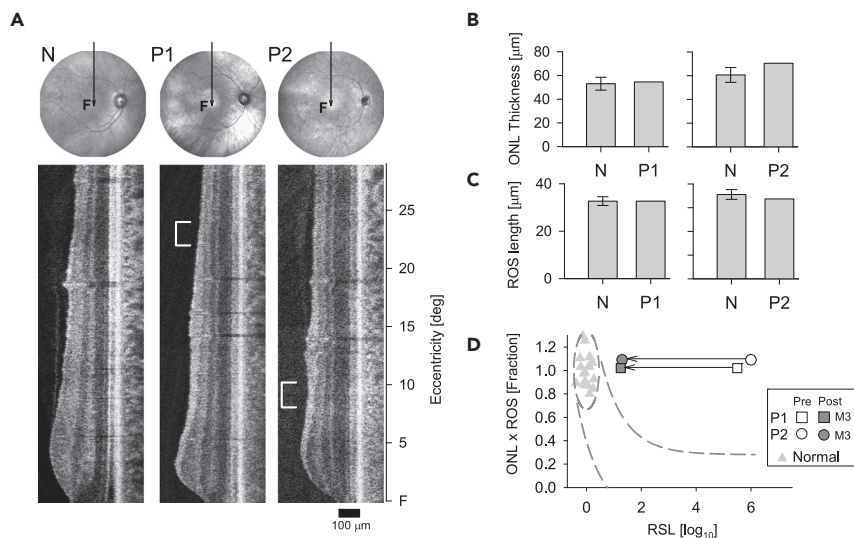 A
N
P1
P2
F
F
F
25
20
15
10
5
F
Eccentricity [deg]
100 µm
B
ONL Thickness [µm]
80
60
40
20
0
N
P1
N
P2
C
ROS length [µm]
40
20
0
N
P1
N
P2
D
ONL x ROS [Fraction]
1.2
1.0
0.8
0.6
0.4
0.2
0.0
0
2
4
6
RSL [log10]
Pre Post
P1 M3
P2 M3
Normal